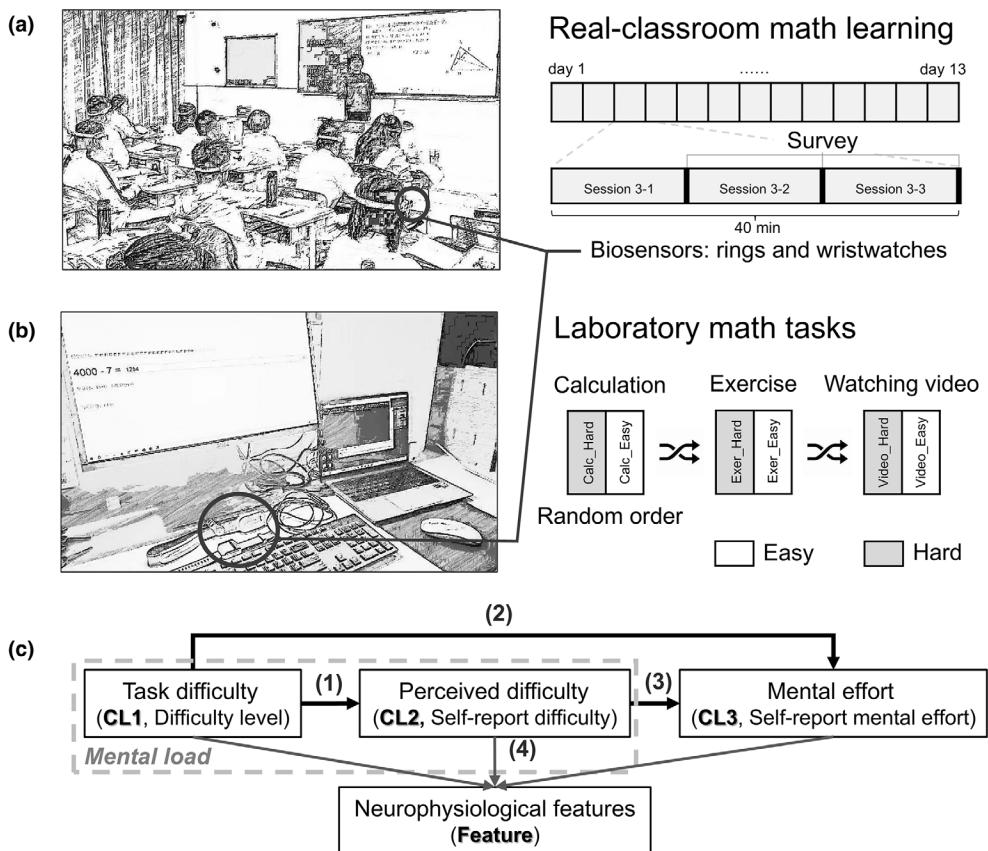 (a)
Real-classroom math learning
day 1
......
day 13
Survey
Session 3-1
Session 3-2
Session 3-3
40 min
Biosensors: rings and wristwatches
(b)
4000 - 7 =
Laboratory math tasks
Calculation
Exercise
Watching video
Calc_Hard
Calc_Easy
Exer_Hard
Exer_Easy
Video_Hard
Video_Easy
Random order
Easy
Hard
(c)
(2)
Task difficulty
(CL1, Difficulty level)
(1)
Perceived difficulty
(CL2, Self-report difficulty)
(3)
Mental effort
(CL3, Self-report mental effort)
Mental load
(4)
Neurophysiological features
(Feature)